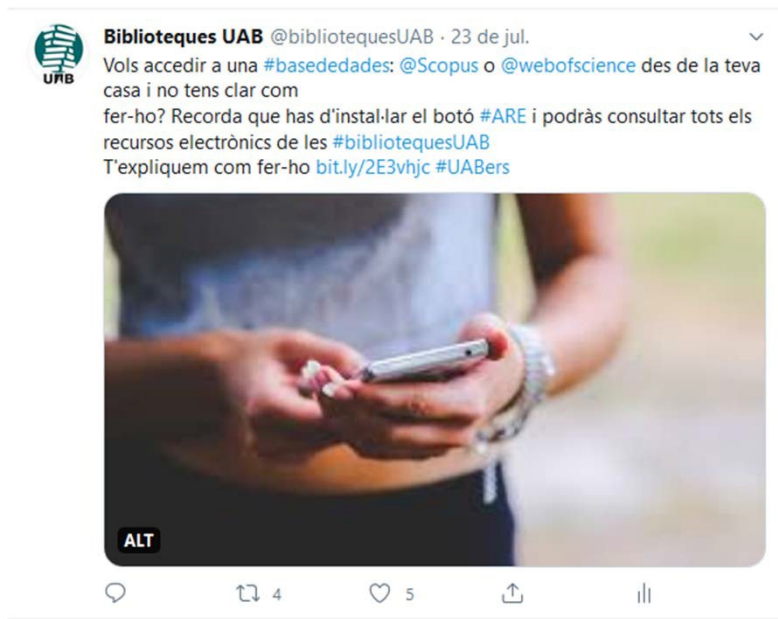 Biblioteques UAB @bibliotequesUAB · 23 de jul.
Vols accedir a una #basededades: @Scopus o @webofscience des de la teva
casa i no tens clar com
fer-ho? Recorda que has d'instal·lar el botó #ARE i podràs consultar tots els
recursos electrònics de les #bibliotequesUAB
T'expliquem com fer-ho bit.ly/2E3vhjc #UABers
UAB
ALT
4
5